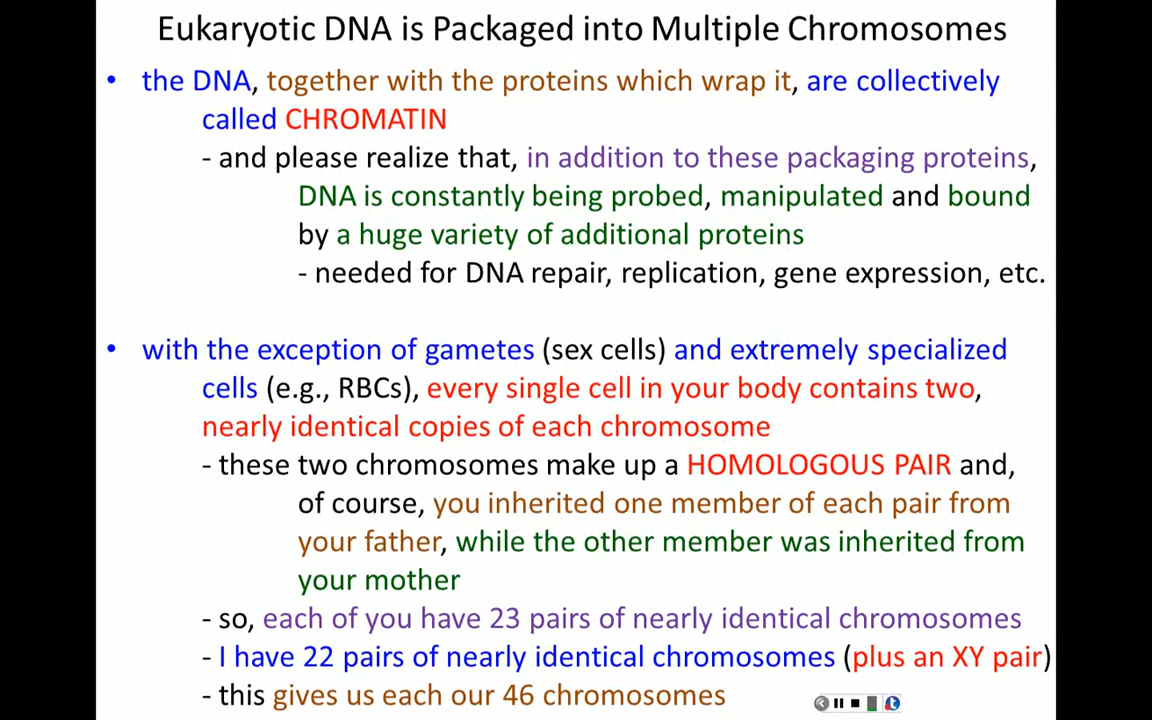 Eukaryotic DNA is Packaged into Multiple Chromosomes
• the DNA, together with the proteins which wrap it, are collectively
called CHROMATIN
- and please realize that, in addition to these packaging proteins,
DNA is constantly being probed, manipulated and bound
by a huge variety of additional proteins
- needed for DNA repair, replication, gene expression, etc.
• with the exception of gametes (sex cells) and extremely specialized
cells (e.g., RBCs), every single cell in your body contains two,
nearly identical copies of each chromosome
- these two chromosomes make up a HOMOLOGOUS PAIR and,
of course, you inherited one member of each pair from
your father, while the other member was inherited from
your mother
- so, each of you have 23 pairs of nearly identical chromosomes
- I have 22 pairs of nearly identical chromosomes (plus an XY pair)
- this gives us each our 46 chromosomes